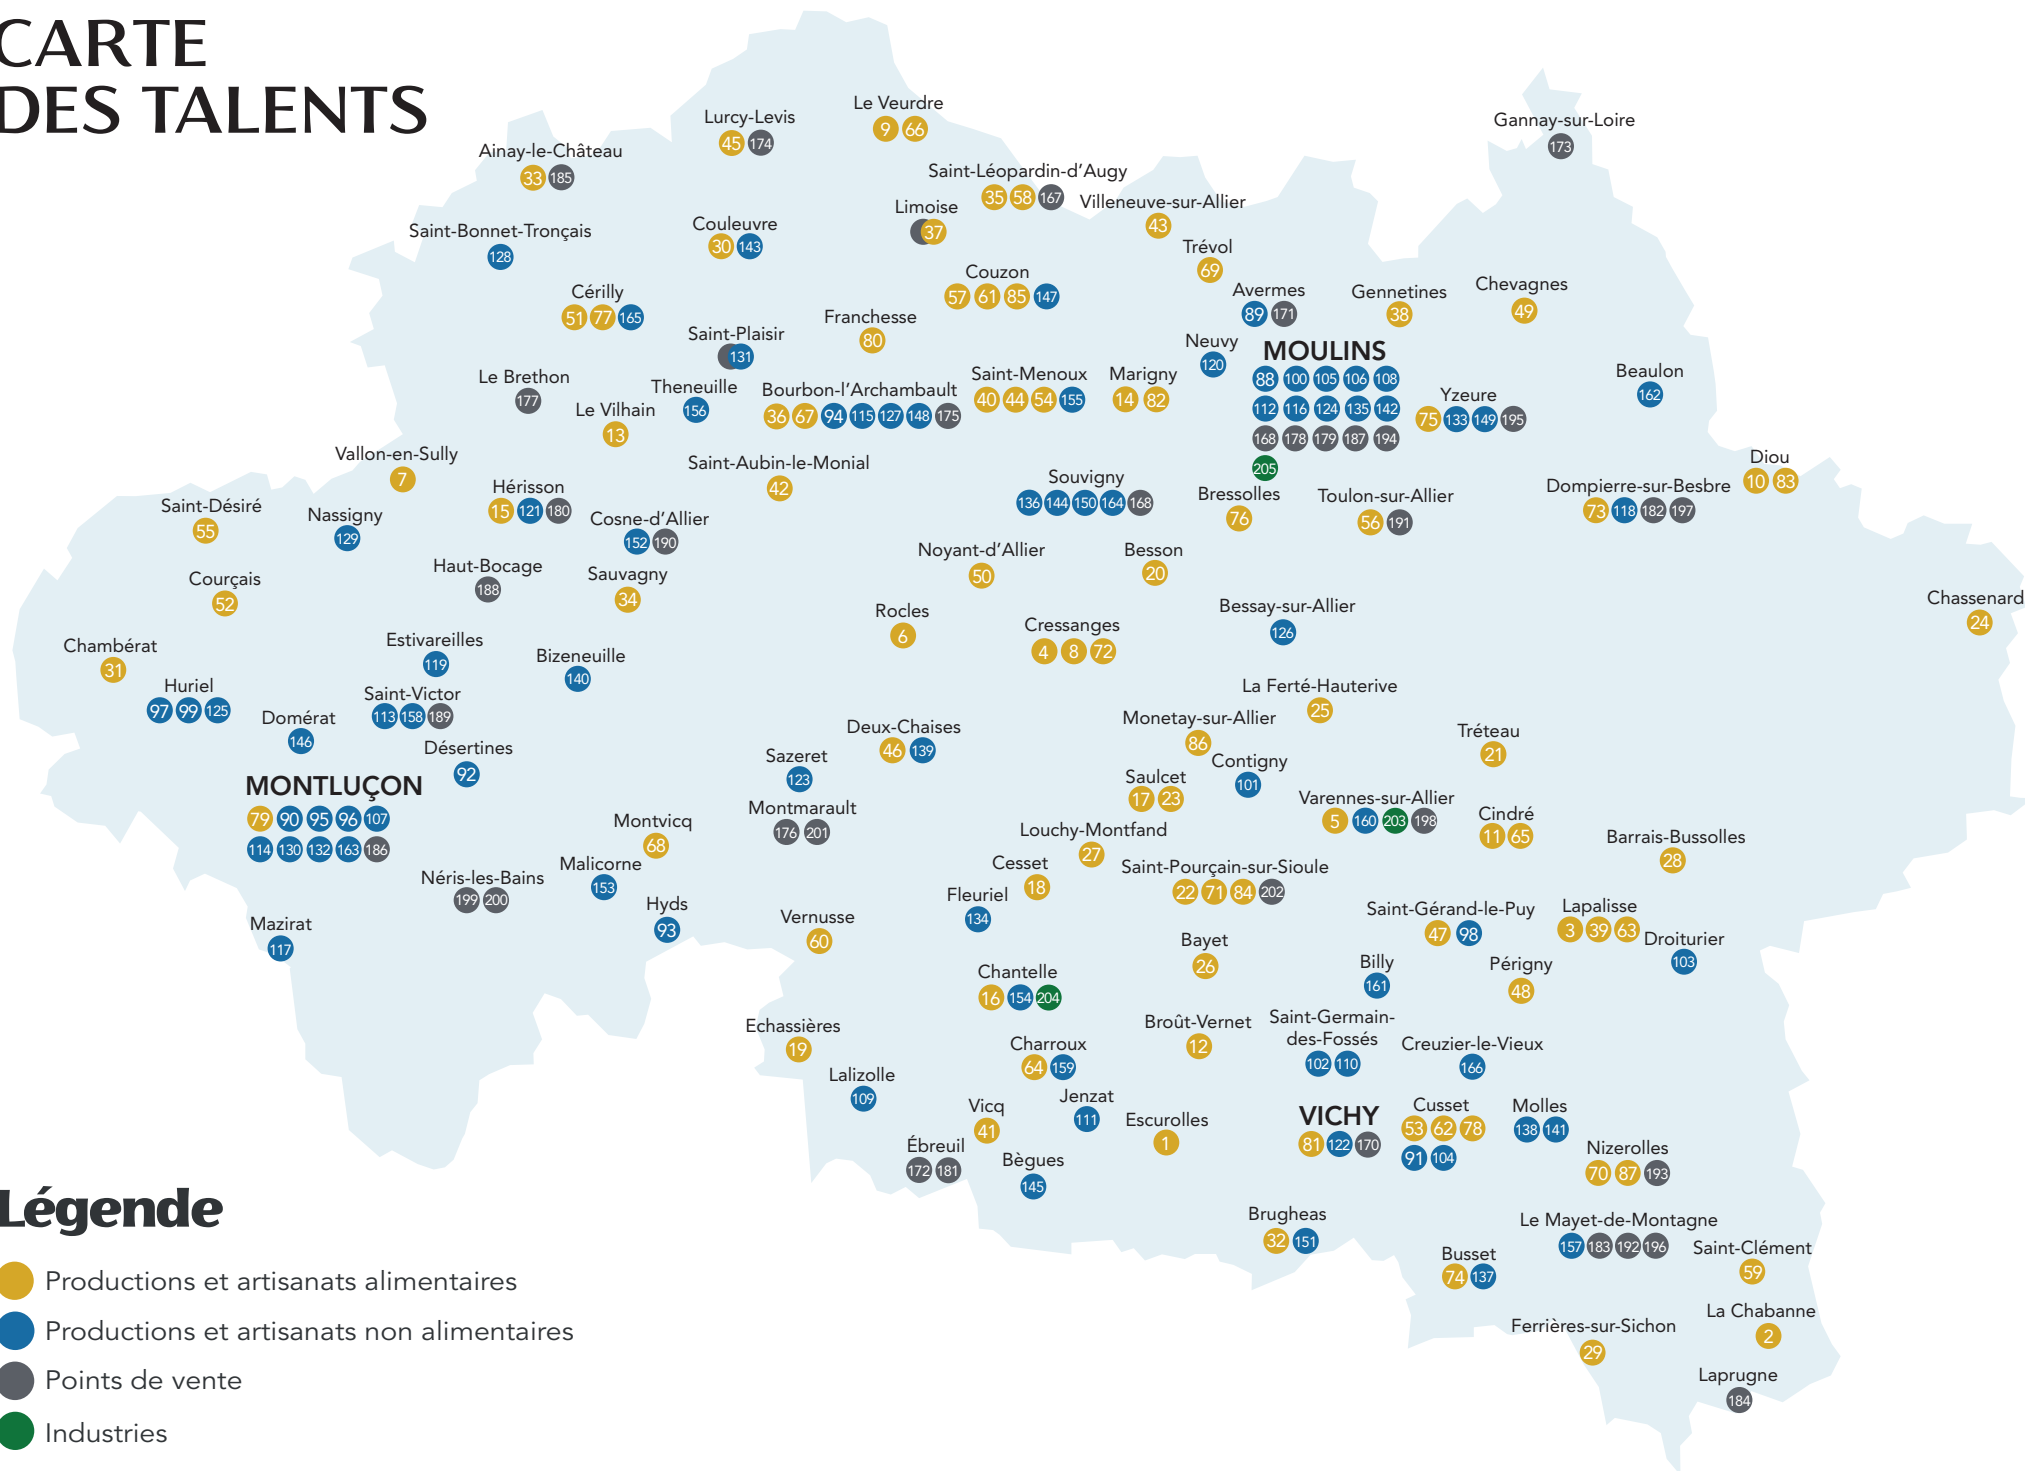 CARTE
DES TALENTS
Le Veurdre
9 66
Lurcy-Levis
45 174
Gannay-sur-Loire
173
Ainay-le-Château
33 185
Saint-Léopardin-d'Augy
35 58 167
Villeneuve-sur-Allier
43
Limoise
37
Couleuvre
30 143
Saint-Bonnet-Tronçais
128
Trévol
69
Couzon
57 61 85 147
Cérilly
51 77 165
Avermes
89 171
Gennetines
38
Chevagnes
49
Franchesse
80
Saint-Plaisir
131
Neuvy
120
MOULINS
88 100 105 106 108
112 116 124 135 142
168 178 179 187 194
205
Le Brethon
177
Theneuille
156
Bourbon-l'Archambault
36 67 94 115 127 148 175
Saint-Menoux
40 44 54 155
Marigny
14 82
Yzeure
75 133 149 195
Beaulon
162
Le Vilhain
13
Vallon-en-Sully
7
Saint-Aubin-le-Monial
42
Diou
10 83
Hérisson
15 121 180
Souvigny
136 144 150 164 168
Bressolles
76
Toulon-sur-Allier
56 191
Dompierre-sur-Besbre
73 118 182 197
Saint-Désiré
55
Nassigny
129
Cosne-d'Allier
152 190
Haut-Bocage
188
Sauvagny
34
Noyant-d'Allier
50
Besson
20
Courçais
52
Chassenard
24
Rocles
6
Cressanges
4 8 72
Bessay-sur-Allier
126
Chambérat
31
Estivareilles
119
Bizeneuille
140
Huriel
97 99 125
Saint-Victor
113 158 189
La Ferté-Hauterive
25
Domérat
146
Deux-Chaises
46 139
Monetay-sur-Allier
86
Tréteau
21
Désertines
92
Sazeret
123
Contigny
101
Saulcet
17 23
MONTLUÇON
79 90 95 96 107
114 130 132 163 186
Montmarault
176 201
Varennes-sur-Allier
5 160 203 198
Cindré
11 65
Montvicq
68
Louchy-Montfand
27
Barrais-Bussolles
28
Malicorne
153
Cesset
18
Saint-Pourçain-sur-Sioule
22 71 84 202
Néris-les-Bains
199 200
Fleuriel
134
Hyds
93
Vernusse
60
Saint-Gérand-le-Puy
47 98
Lapalisse
3 39 63
Mazirat
117
Bayet
26
Droiturier
103
Billy
161
Périgny
48
Chantelle
16 154 204
Echassières
19
Broût-Vernet
12
Saint-Germain-
des-Fossés
102 110
Charroux
64 159
Creuzier-le-Vieux
166
Lalizolle
109
Jenzat
111
Vicq
41
Escurolles
1
VICHY
81 122 170
Cusset
53 62 78
91 104
Molles
138 141
Ébreuil
172 181
Bègues
145
Nizerolles
70 87 193
Brugheas
32 151
Le Mayet-de-Montagne
157 183 192 196
Saint-Clément
59
Busset
74 137
La Chabanne
2
Ferrières-sur-Sichon
29
Laprugne
184
Légende
Productions et artisanats alimentaires
Productions et artisanats non alimentaires
Points de vente
Industries